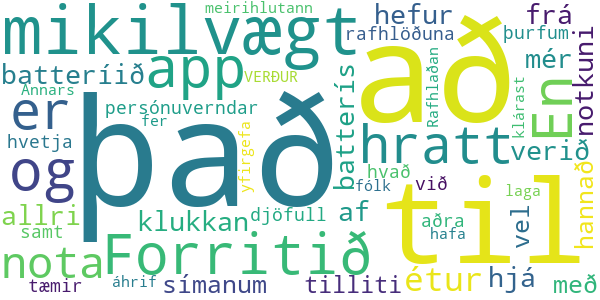 meirihlutann
mikilvægt
hefur
frá
rafhlöðuna
þurfum
batteríið
app
VERÐUR
að
mér
Annars
batterís
Rafhlaðan
klárast
En
notkuni
er
það
persónuverndar
hratt
verið
hvetja
fer
yfirgefa
og
hvað
við
til
hannað
fólk
laga
allri
klukkan
djöfull
af
aðra
vel
samt
hafa
nota
Forritið
étur
hjá
tæmir
áhrif
símanum
tilliti
með